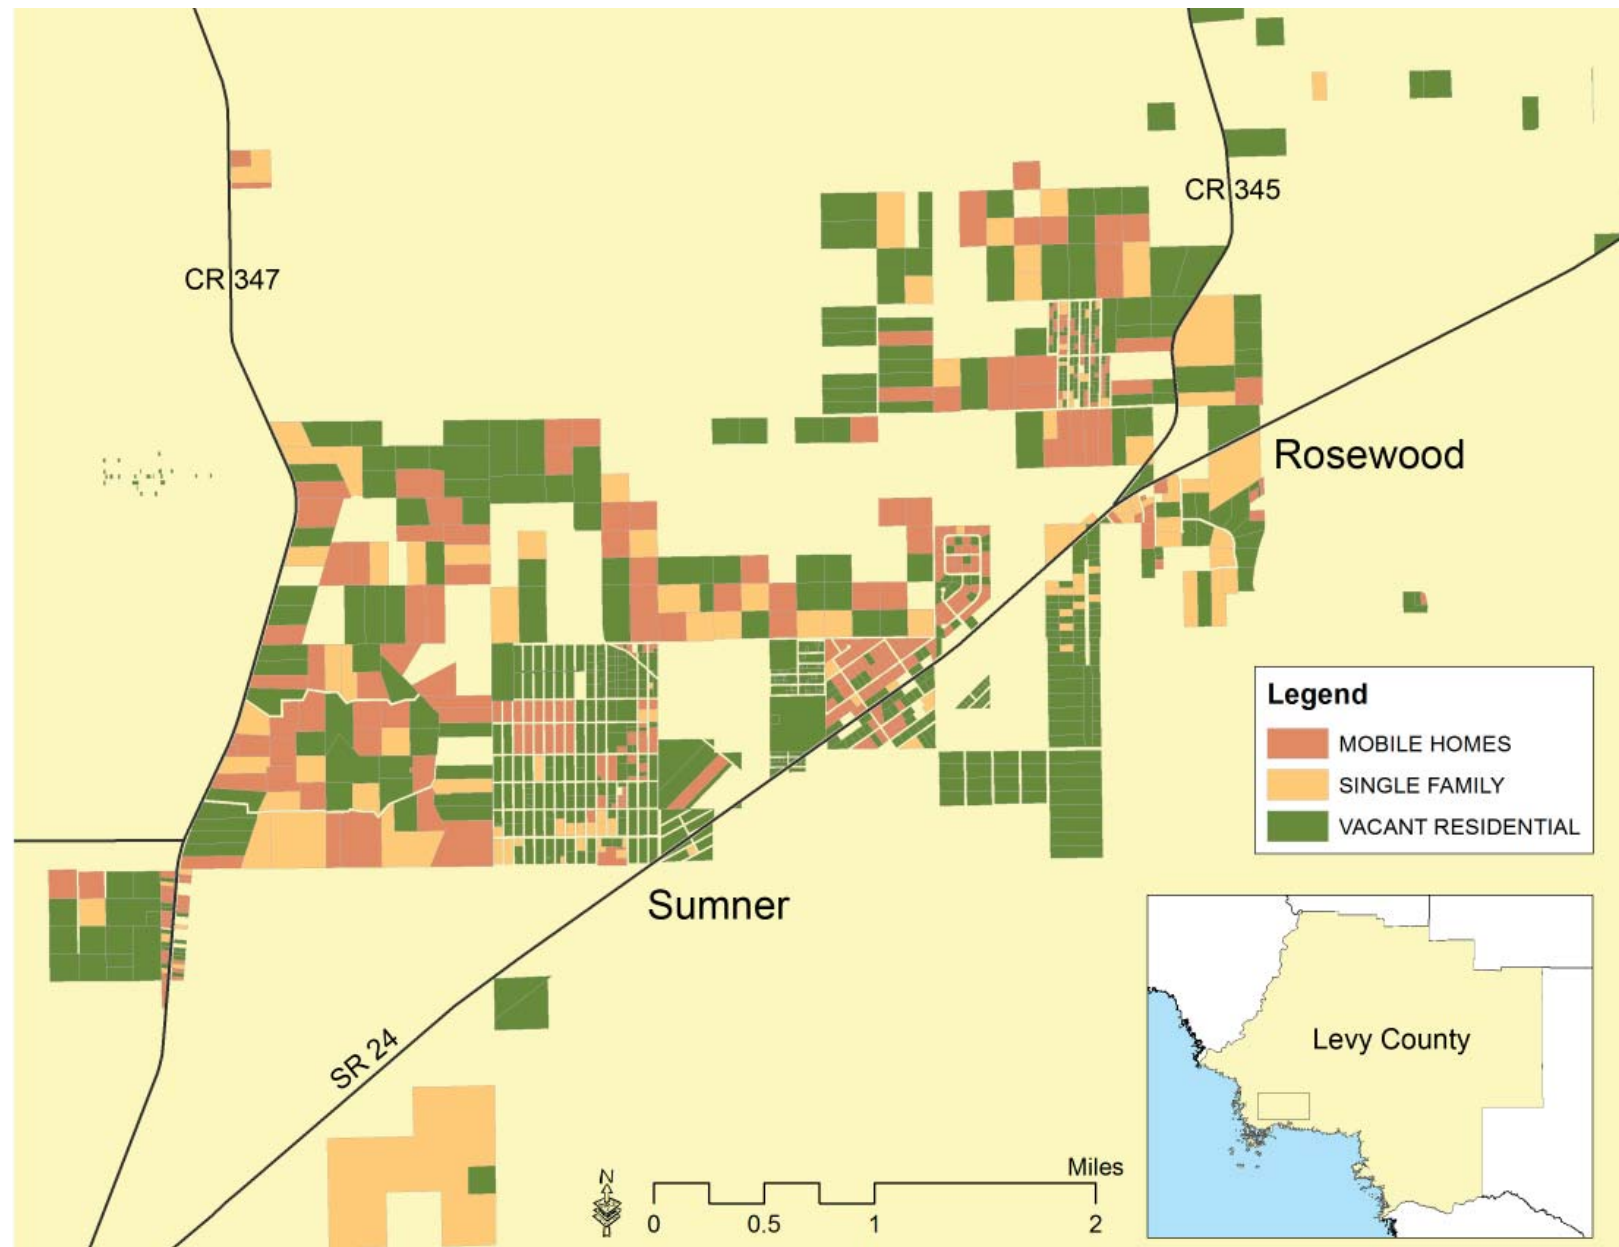 CR 345
CR 347
Rosewood
Legend
MOBILE HOMES
SINGLE FAMILY
VACANT RESIDENTIAL
Sumner
SR 24
Levy County
N
Miles
0 0.5 1 2